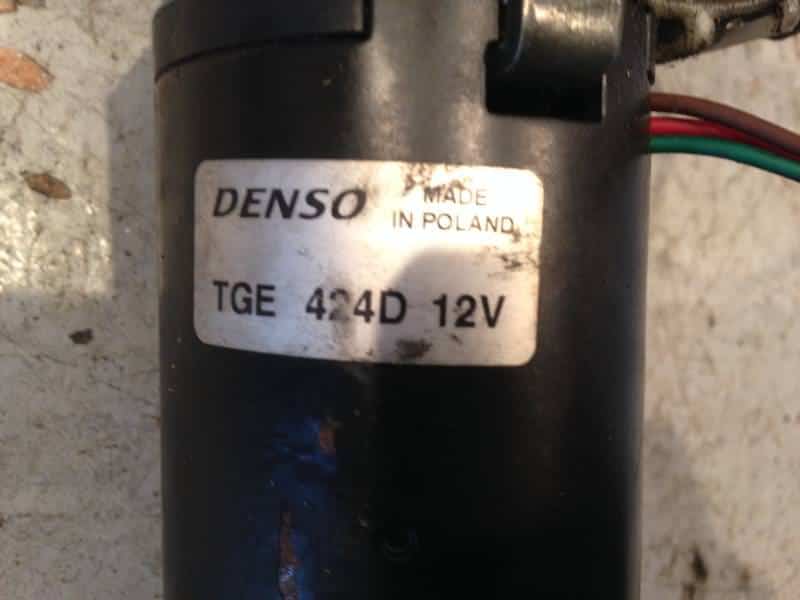 DENSO
MADE
IN POLAND
TGE 424D 12V